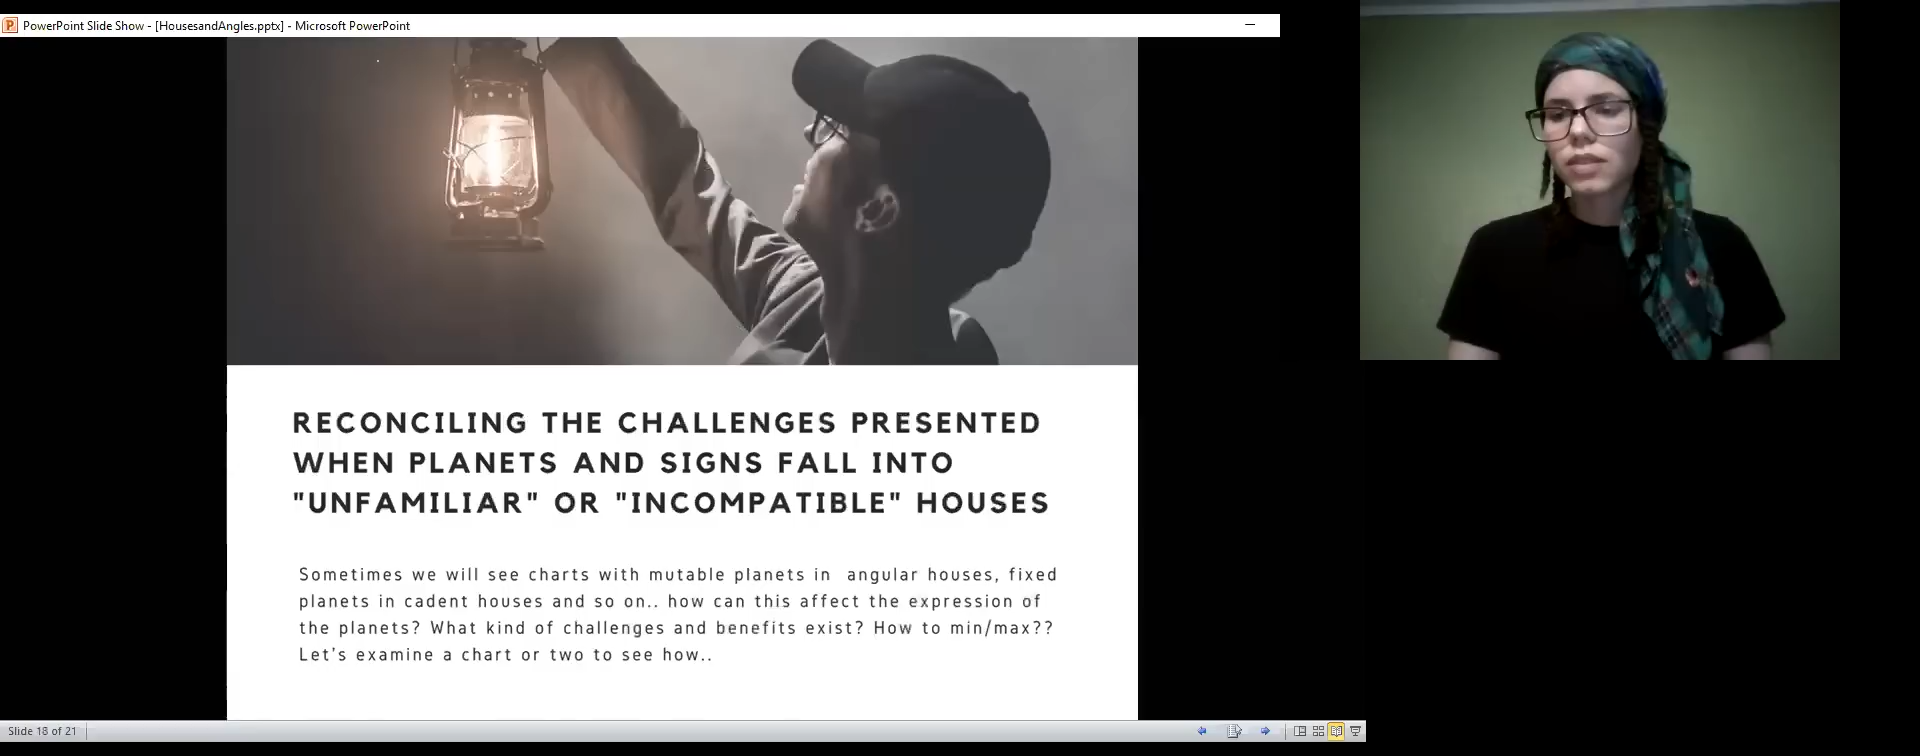 PowerPoint Slide Show - [HousesandAngles.pptx] - Microsoft PowerPoint
RECONCILING THE CHALLENGES PRESENTED
WHEN PLANETS AND SIGNS FALL INTO
"UNFAMILIAR" OR "INCOMPATIBLE" HOUSES
Sometimes we will see charts with mutable planets in angular houses, fixed
planets in cadent houses and so on.. how can this affect the expression of
the planets? What kind of challenges and benefits exist? How to min/max??
Let's examine a chart or two to see how..
Slide 18 of 21